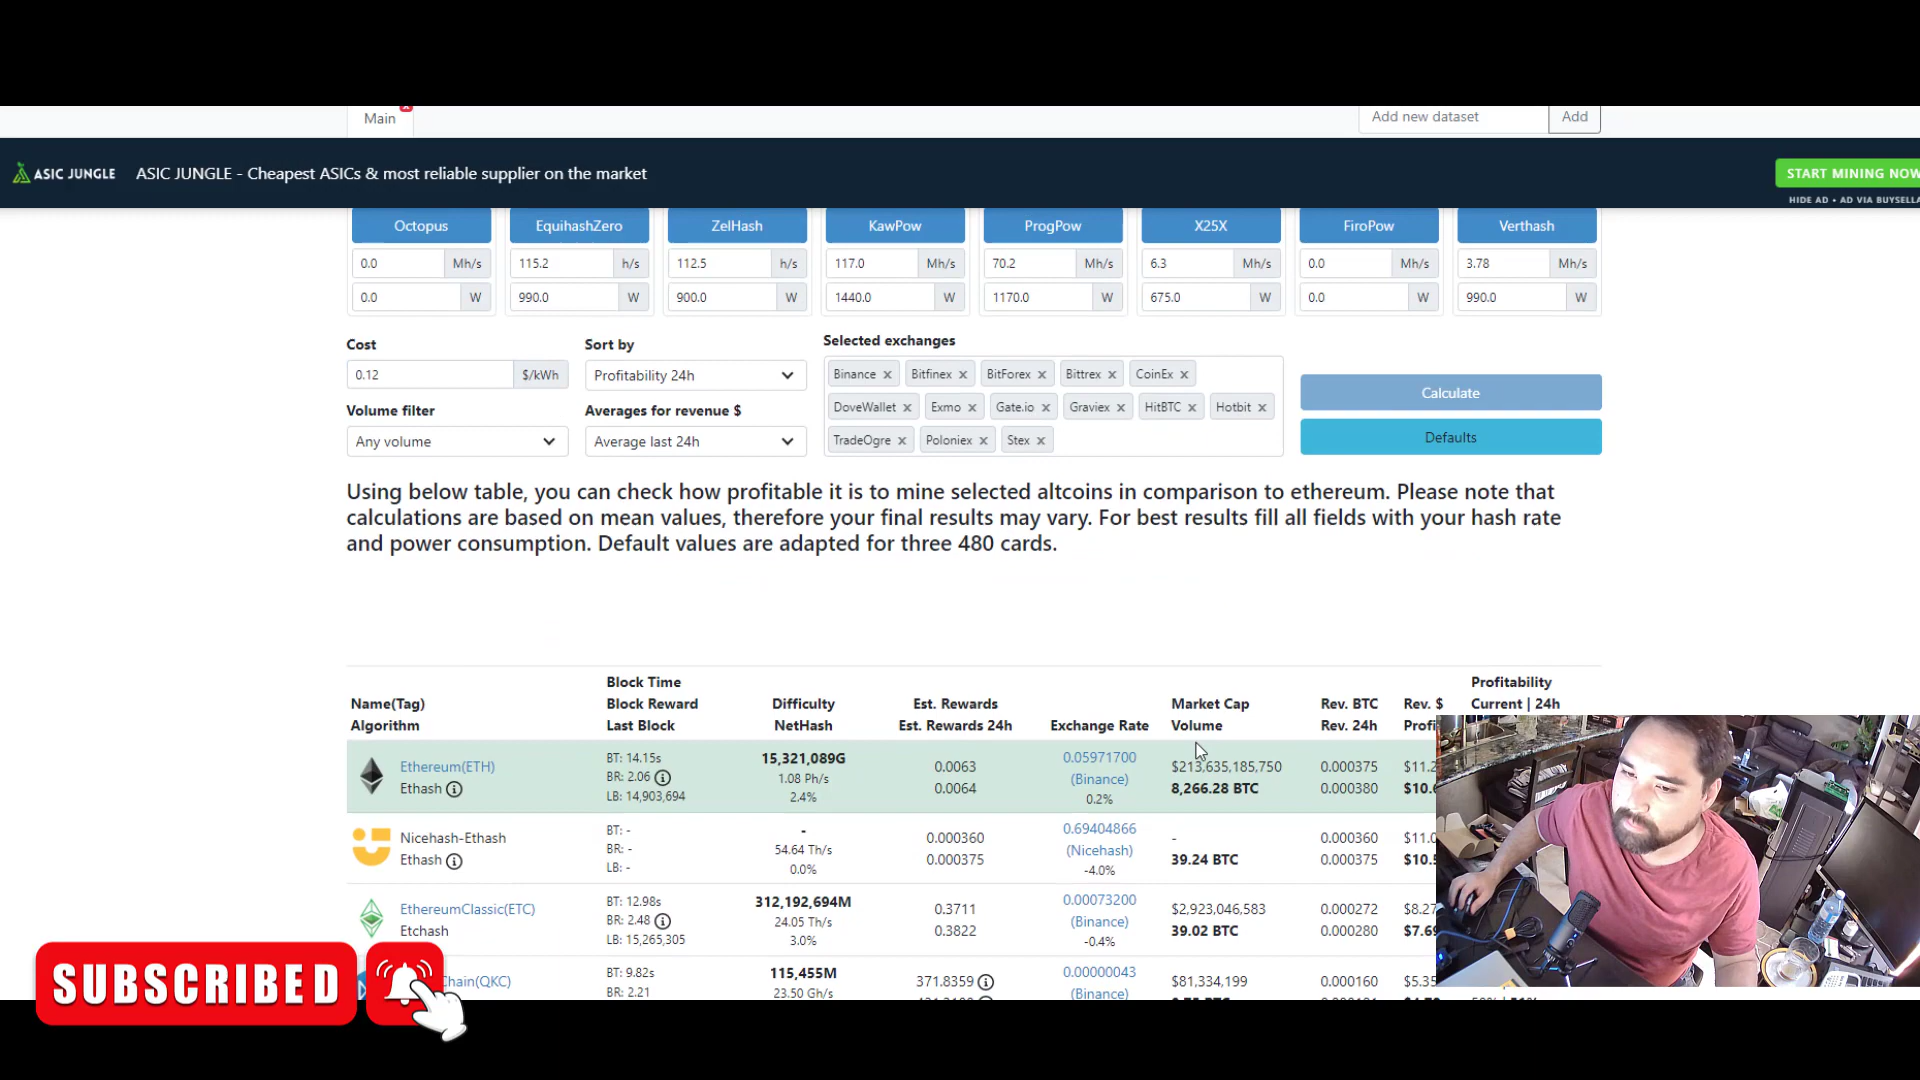 Main
Add new dataset Add
ASIC JUNGLE ASIC JUNGLE - Cheapest ASICs & most reliable supplier on the market START MINING NOW
HIDE AD • AD VIA BUYSELLA
Octopus EquihashZero ZelHash KawPow ProgPow X25X FiroPow Verthash
0.0 Mh/s 115.2 h/s 112.5 h/s 117.0 Mh/s 70.2 Mh/s 6.3 Mh/s 0.0 Mh/s 3.78 Mh/s
0.0 W 990.0 W 900.0 W 1440.0 W 1170.0 W 675.0 W 0.0 W 990.0 W
Cost Sort by Selected exchanges
0.12 $/kWh Profitability 24h Binance × Bitfinex × BitForex × Bittrex × CoinEx ×
Calculate
Volume filter Averages for revenue $ DoveWallet × Exmo × Gate.io × Graviex × HitBTC × Hotbit ×
Any volume Average last 24h TradeOgre × Poloniex × Stex × Defaults
Using below table, you can check how profitable it is to mine selected altcoins in comparison to ethereum. Please note that
calculations are based on mean values, therefore your final results may vary. For best results fill all fields with your hash rate
and power consumption. Default values are adapted for three 480 cards.
Block Time Profitability
Name(Tag) Block Reward Difficulty Est. Rewards Market Cap Rev. BTC Rev. $ Current | 24h
Algorithm Last Block NetHash Est. Rewards 24h Exchange Rate Volume Rev. 24h
BT: 14.15s 15,321,089G 0.05971700
Ethereum(ETH) BR: 2.06 1.08 Ph/s 0.0063 (Binance) $213,635,185,750 0.000375
Ethash LB: 14,903,694 2.4% 0.0064 0.2% 8,266.28 BTC 0.000380
BT: - - 0.69404866
Nicehash-Ethash BR: - 54.64 Th/s 0.000360 (Nicehash) - 0.000360
Ethash LB: - 0.0% 0.000375 -4.0% 39.24 BTC 0.000375
BT: 12.98s 312,192,694M 0.00073200
EthereumClassic(ETC) BR: 2.48 24.05 Th/s 0.3711 (Binance) $2,923,046,583 0.000272
Etchash LB: 15,265,305 3.0% 0.3822 -0.4% 39.02 BTC 0.000280
BT: 9.82s 115,455M 0.00000043
Chain(QKC) BR: 2.21 23.50 Gh/s 371.8359 (Binance) $81,334,199 0.000160
SUBSCRIBED